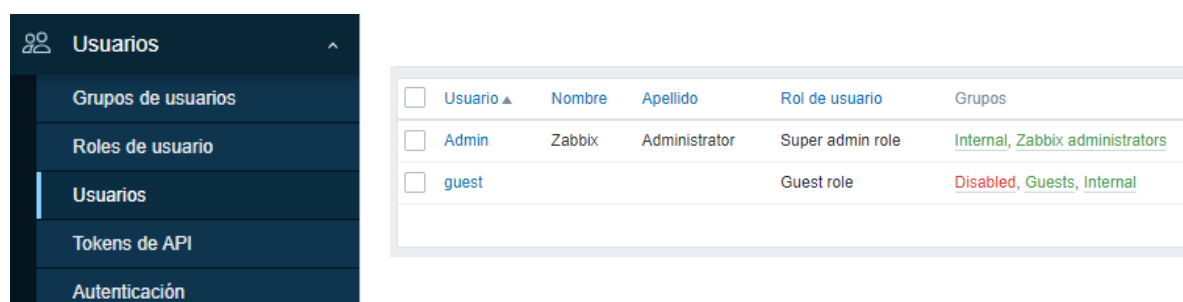 Usuarios
Grupos de usuarios
Roles de usuario
Usuarios
Tokens de API
Autenticación
Usuario Nombre Apellido Rol de usuario Grupos
Admin Zabbix Administrator Super admin role Internal, Zabbix administrators
guest Guest role Disabled, Guests, Internal